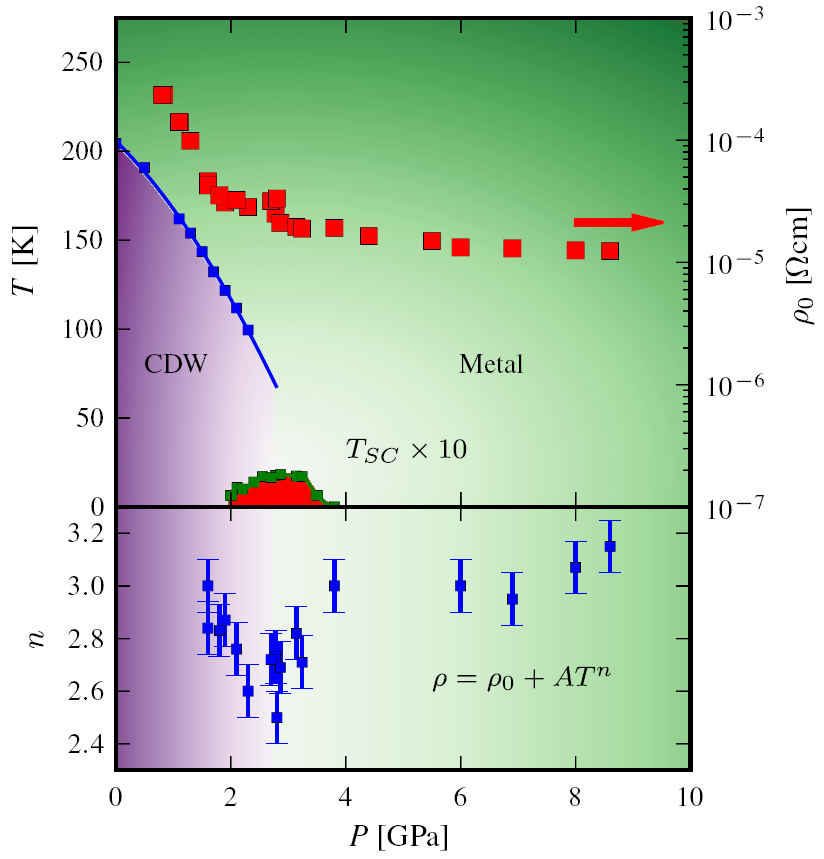 10⁻³
250
10⁻⁴
200
T [K]
150
10⁻⁵
ρ₀ [Ωcm]
100
CDW
Metal
10⁻⁶
50
T_SC × 10
0
10⁻⁷
3.2
3.0
n
2.8
ρ = ρ₀ + ATⁿ
2.6
2.4
0 2 4 6 8 10
P [GPa]